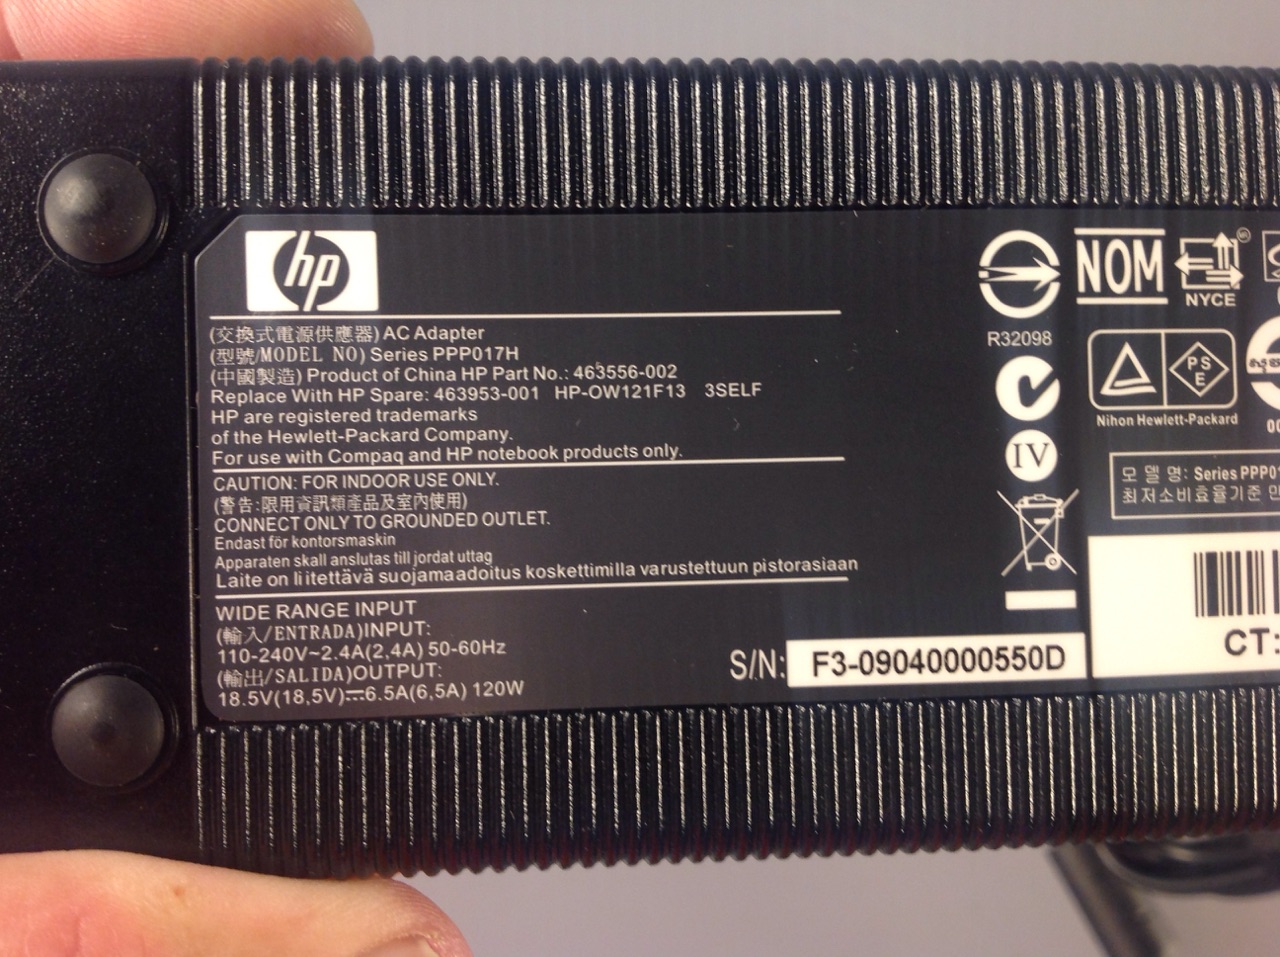 hp
(交換式電源供應器) AC Adapter
(型號/MODEL NO) Series PPP017H
(中國製造) Product of China HP Part No.: 463556-002
Replace With HP Spare: 463953-001 HP-OW121F13 3SELF
HP are registered trademarks
of the Hewlett-Packard Company.
For use with Compaq and HP notebook products only.
CAUTION: FOR INDOOR USE ONLY.
(警告:限用資訊類產品及室內使用)
CONNECT ONLY TO GROUNDED OUTLET.
Endast för kontorsmaskin
Apparaten skall anslutas till jordat uttag
Laite on liitettävä suojamaadoitus koskettimilla varustettuun pistorasiaan
WIDE RANGE INPUT
(輸入/ENTRADA)INPUT:
110-240V~2.4A(2,4A) 50-60Hz
(輸出/SALIDA)OUTPUT:
18.5V(18,5V)⎓6.5A(6,5A) 120W
S/N: F3-09040000550D
R32098
NOM
NYCE
IV
PS
E
Nihon Hewlett-Packard
00
모 델 명: Series PPP01
최저소비효율기준 만
CT: